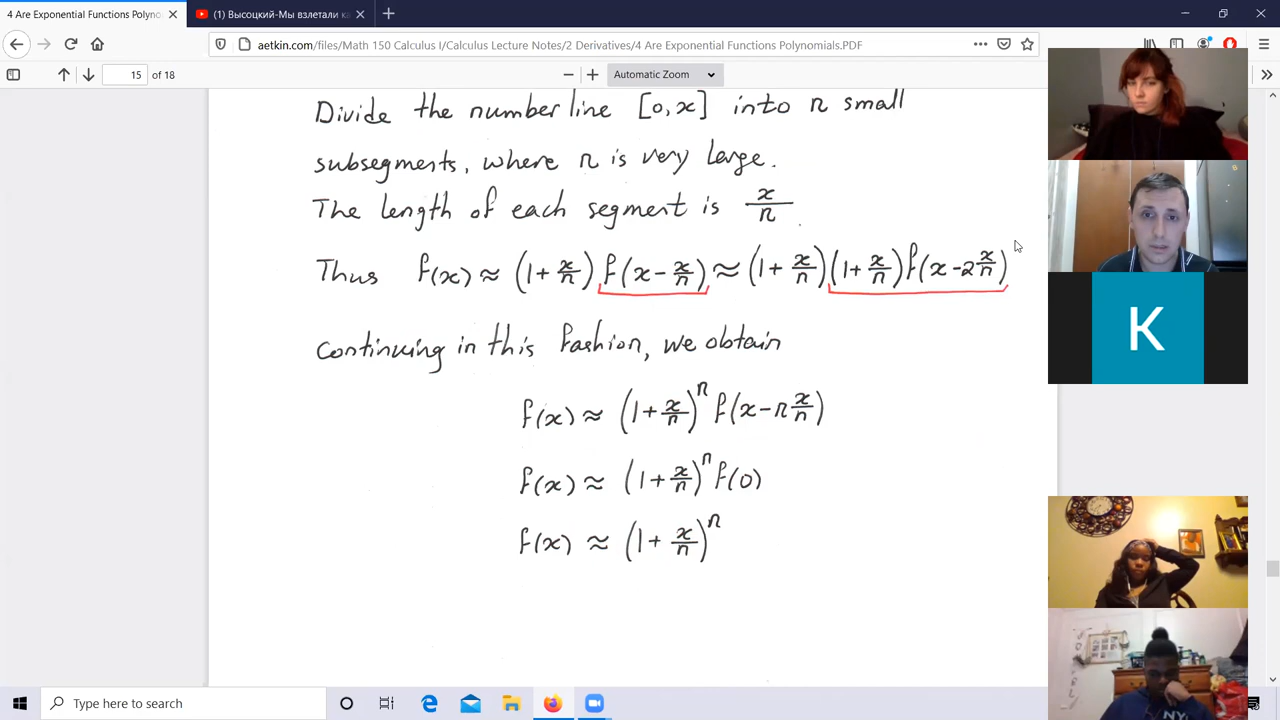 4 Are Exponential Functions Polyno
(1) Высоцкий-Мы взлетали ка
aetkin.com/files/Math 150 Calculus I/Calculus Lecture Notes/2 Derivatives/4 Are Exponential Functions Polynomials.PDF
15 of 18
Automatic Zoom
Divide the number line [0,x] into n small
subsegments, where n is very large.
The length of each segment is x/n
Thus f(x) ≈ (1+x/n) f(x-x/n) ≈ (1+x/n)(1+x/n)f(x-2x/n)
Continuing in this fashion, we obtain
f(x) ≈ (1+x/n)^n f(x-n x/n)
f(x) ≈ (1+x/n)^n f(0)
f(x) ≈ (1+x/n)^n
K
NY
Type here to search